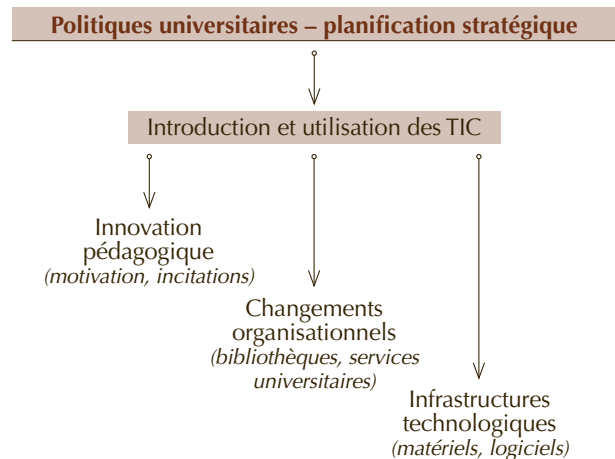 Politiques universitaires – planification stratégique
Introduction et utilisation des TIC
Innovation
pédagogique
(motivation, incitations)
Changements
organisationnels
(bibliothèques, services
universitaires)
Infrastructures
technologiques
(matériels, logiciels)